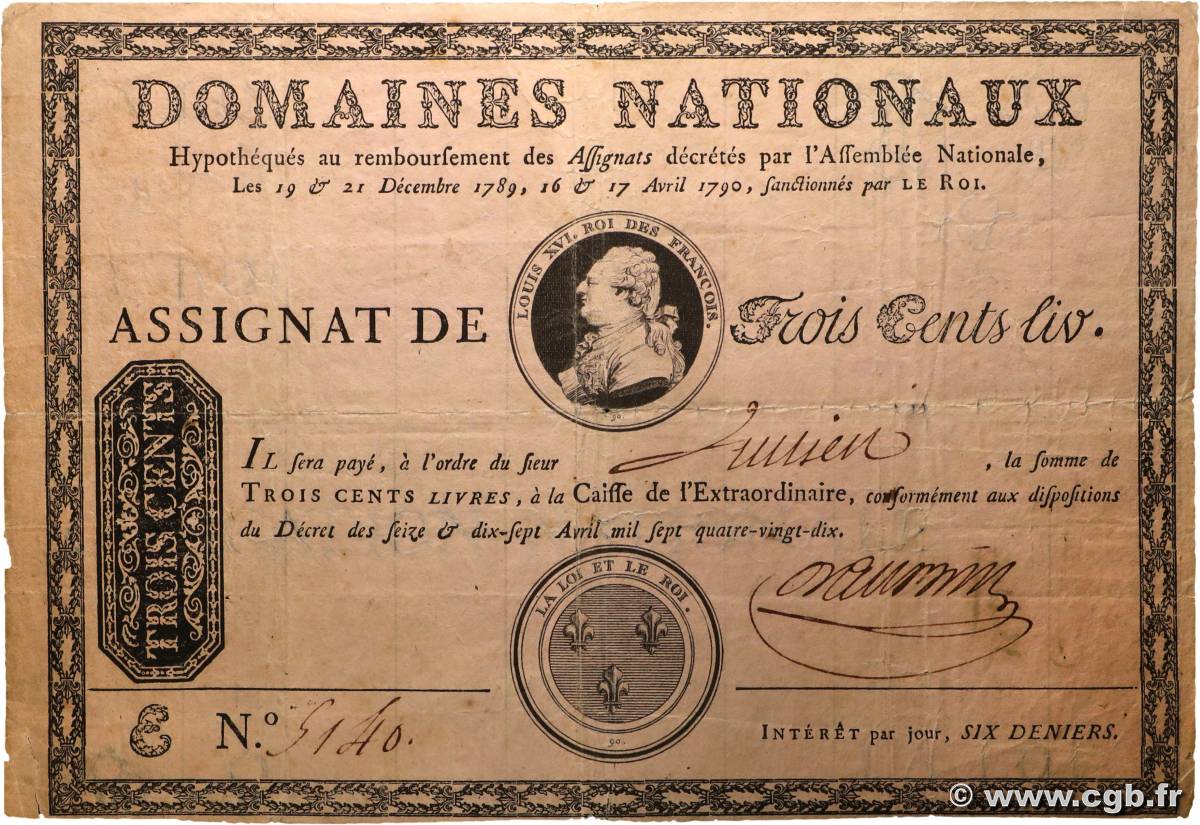 DOMAINES NATIONAUX
Hypothéqués au rembourſement des Aſſignats décrétés par l'Aſſemblée Nationale,
Les 19 & 21 Décembre 1789, 16 & 17 Avril 1790, ſanctionnés par LE ROI.
LOUIS XVI. ROI DES FRANÇOIS.
90.
ASSIGNAT DE Trois Cents liv.
TROIS CENTS
IL ſera payé, à l'ordre du ſieur , la ſomme de
TROIS CENTS LIVRES, à la Caiſſe de l'Extraordinaire, conformément aux diſpoſitions
du Décret des ſeize & dix-ſept Avril mil ſept quatre-vingt-dix.
LA LOI ET LE ROI.
90.
E N.o 5140.
INTÉRÊT par jour, SIX DENIERS.
© www.cgb.fr